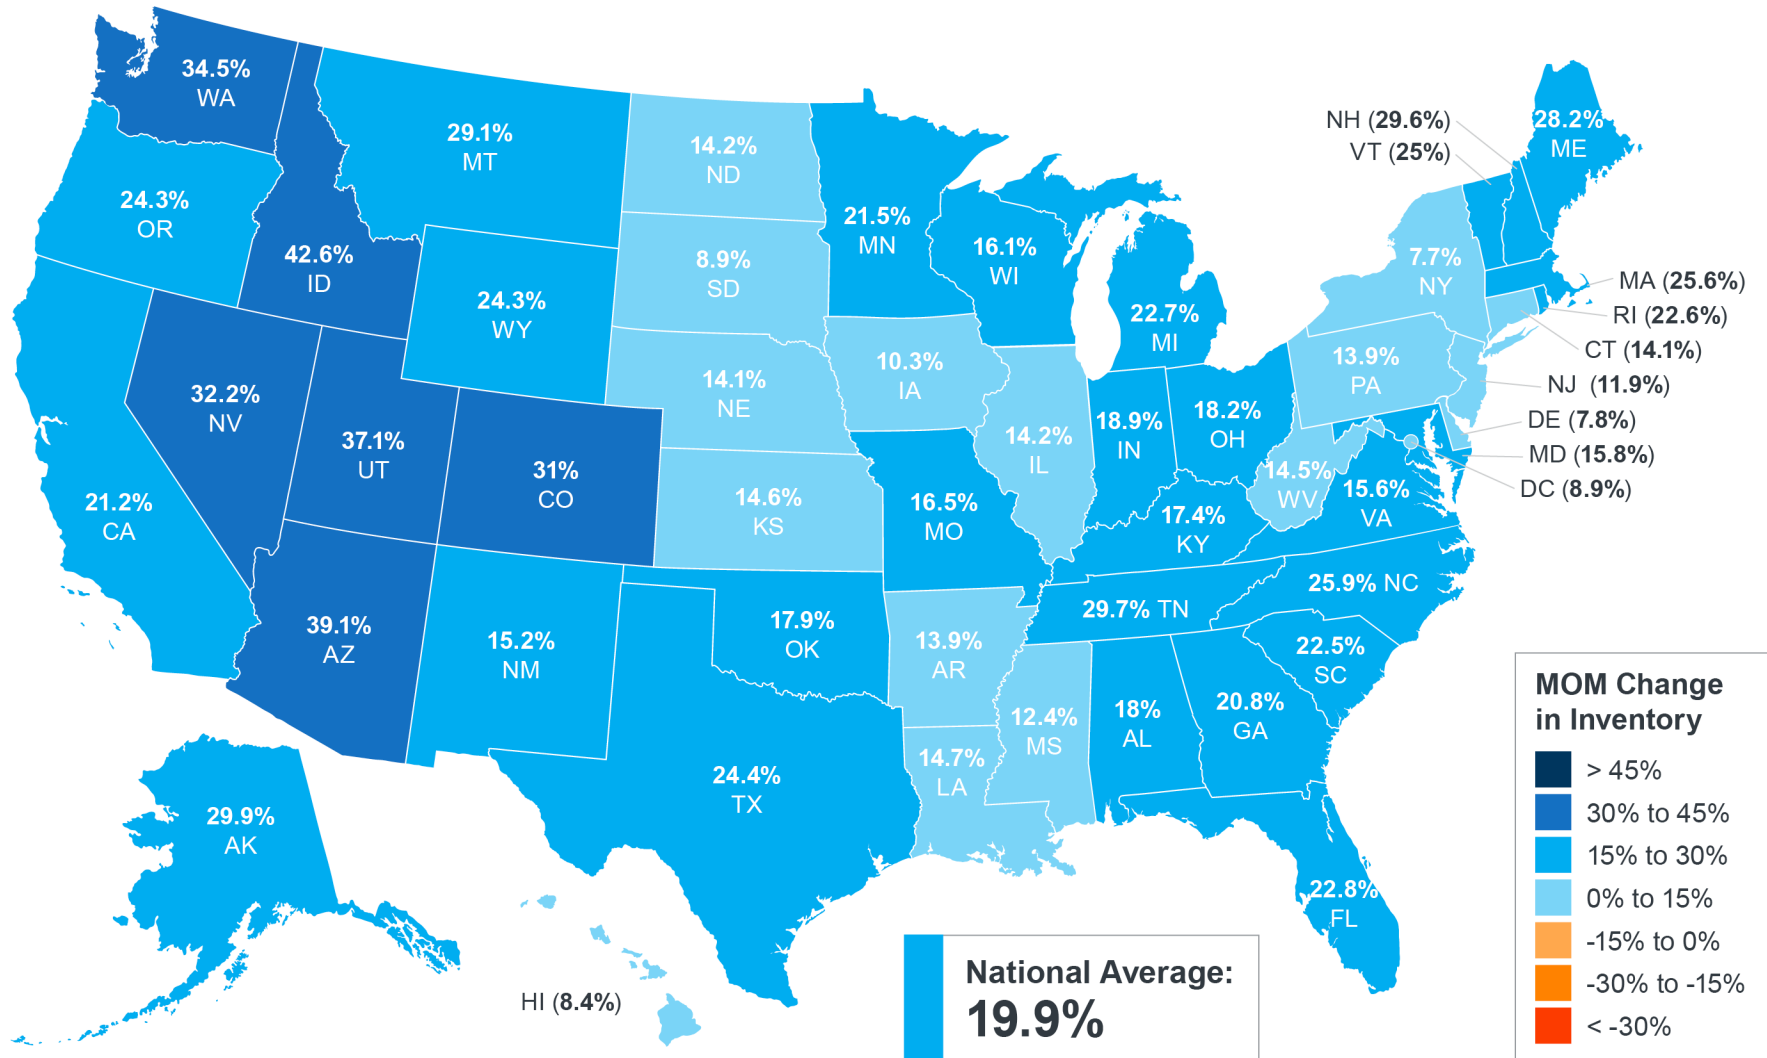 34.5%
WA
29.1%
MT
14.2%
ND
24.3%
OR
42.6%
ID
24.3%
WY
8.9%
SD
21.5%
MN
16.1%
WI
22.7%
MI
NH (29.6%)
VT (25%)
28.2%
ME
7.7%
NY
MA (25.6%)
RI (22.6%)
CT (14.1%)
NJ (11.9%)
DE (7.8%)
MD (15.8%)
DC (8.9%)
32.2%
NV
37.1%
UT
31%
CO
14.1%
NE
10.3%
IA
14.2%
IL
18.9%
IN
18.2%
OH
13.9%
PA
14.5%
WV
15.6%
VA
21.2%
CA
14.6%
KS
16.5%
MO
17.4%
KY
39.1%
AZ
15.2%
NM
17.9%
OK
13.9%
AR
29.7% TN
25.9% NC
22.5%
SC
24.4%
TX
14.7%
LA
12.4%
MS
18%
AL
20.8%
GA
22.8%
FL
29.9%
AK
HI (8.4%)
National Average:
19.9%
MOM Change
in Inventory
> 45%
30% to 45%
15% to 30%
0% to 15%
-15% to 0%
-30% to -15%
< -30%